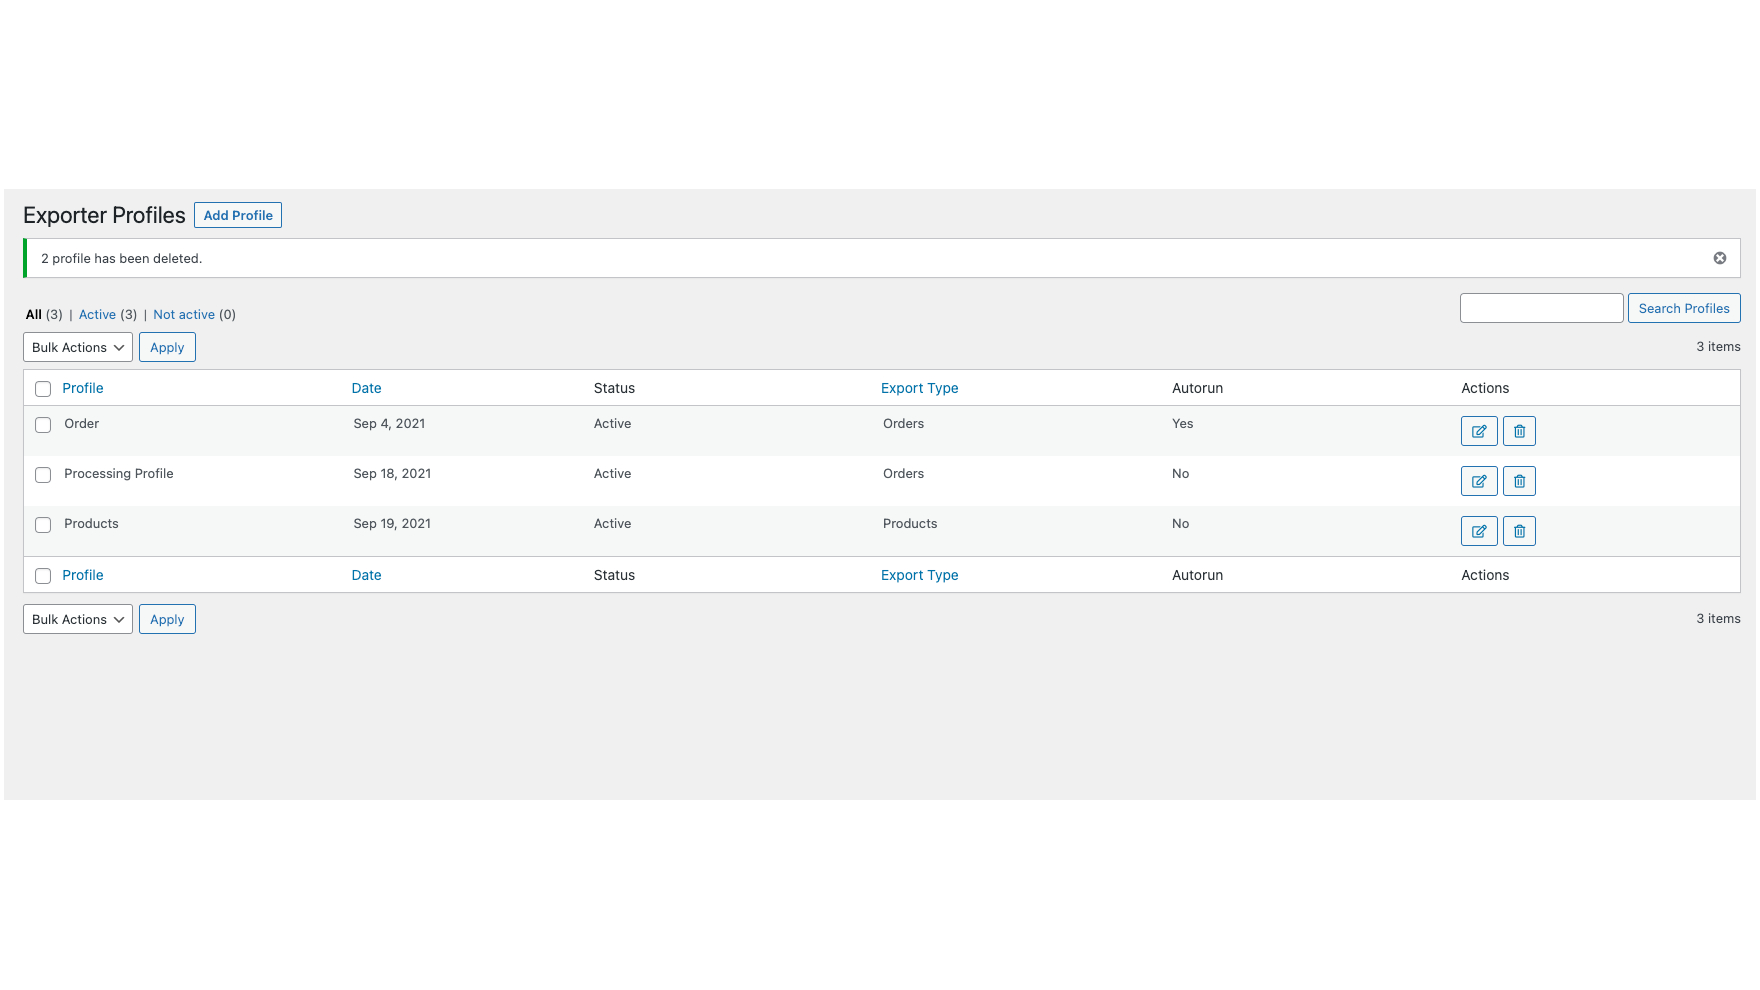 Exporter Profiles Add Profile
2 profile has been deleted.
All (3) | Active (3) | Not active (0) Search Profiles
Bulk Actions Apply 3 items
Profile Date Status Export Type Autorun Actions
Order Sep 4, 2021 Active Orders Yes
Processing Profile Sep 18, 2021 Active Orders No
Products Sep 19, 2021 Active Products No
Profile Date Status Export Type Autorun Actions
Bulk Actions Apply 3 items